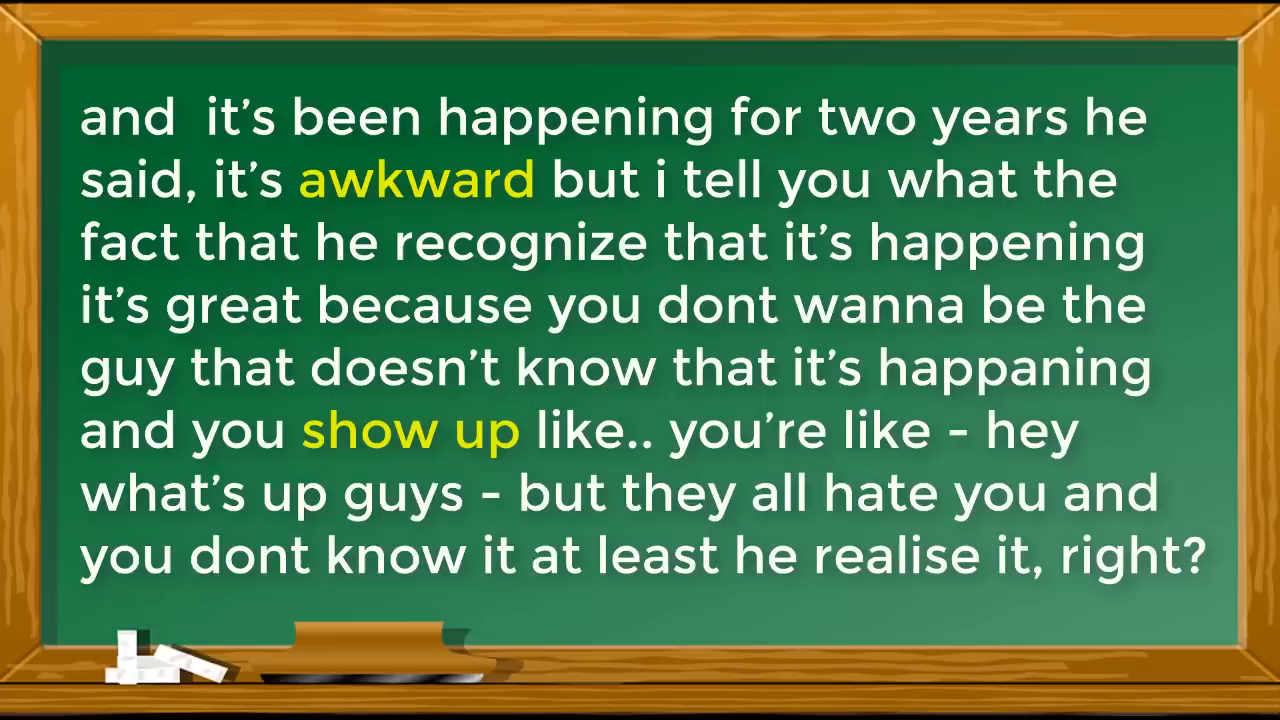 and  it’s been happening for two years he
said, it’s awkward but i tell you what the
fact that he recognize that it’s happening
it’s great because you dont wanna be the
guy that doesn’t know that it’s happaning
and you show up like.. you’re like - hey
what’s up guys - but they all hate you and
you dont know it at least he realise it, right?